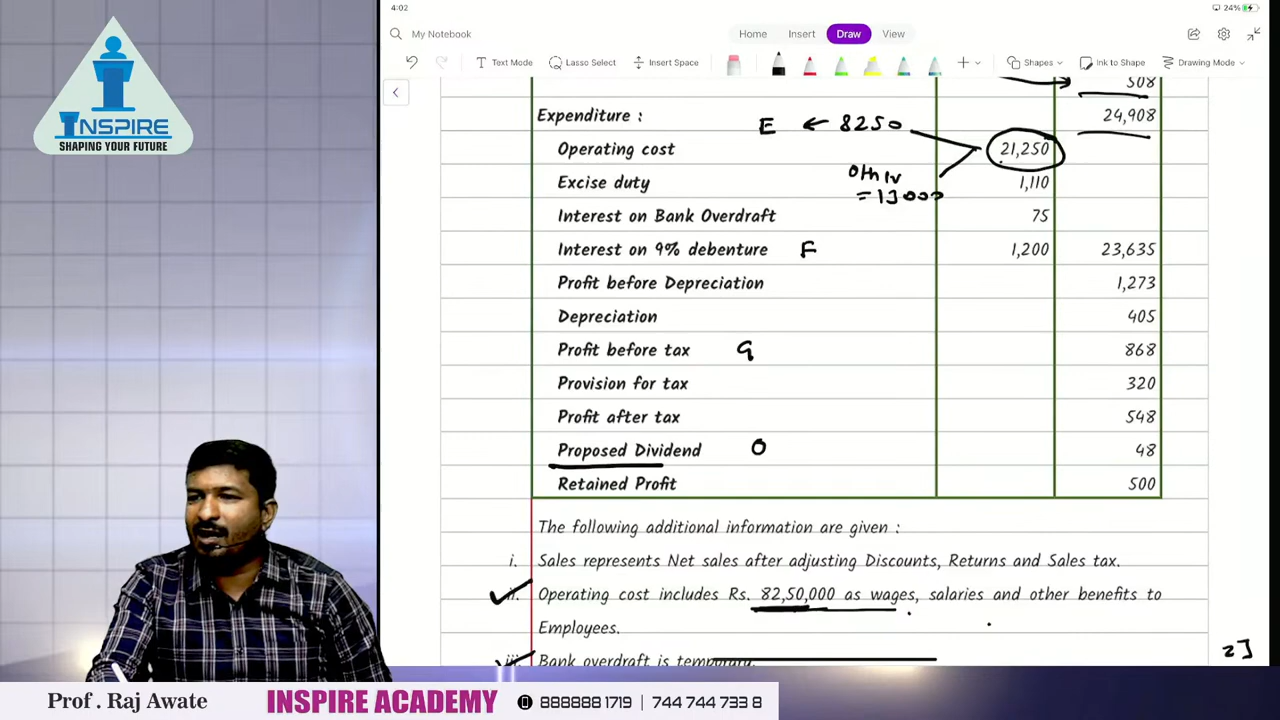 4:02
24%
My Notebook
Home Insert Draw View
Text Mode Lasso Select Insert Space Shapes Ink to Shape Drawing Mode
INSPIRE
SHAPING YOUR FUTURE
508
Expenditure : E ← 8250 24,908
Operating cost 21,250
Excise duty 1,110
= 13000
Interest on Bank Overdraft 75
Interest on 9% debenture F 1,200 23,635
Profit before Depreciation 1,273
Depreciation 405
Profit before tax G 868
Provision for tax 320
Profit after tax 548
Proposed Dividend O 48
Retained Profit 500
The following additional information are given :
i. Sales represents Net sales after adjusting Discounts, Returns and Sales tax.
ii. Operating cost includes Rs. 82,50,000 as wages, salaries and other benefits to
Employees.
iii. Bank overdraft is temporary.
Prof . Raj Awate INSPIRE ACADEMY 888888 1719 | 744 744 733 8